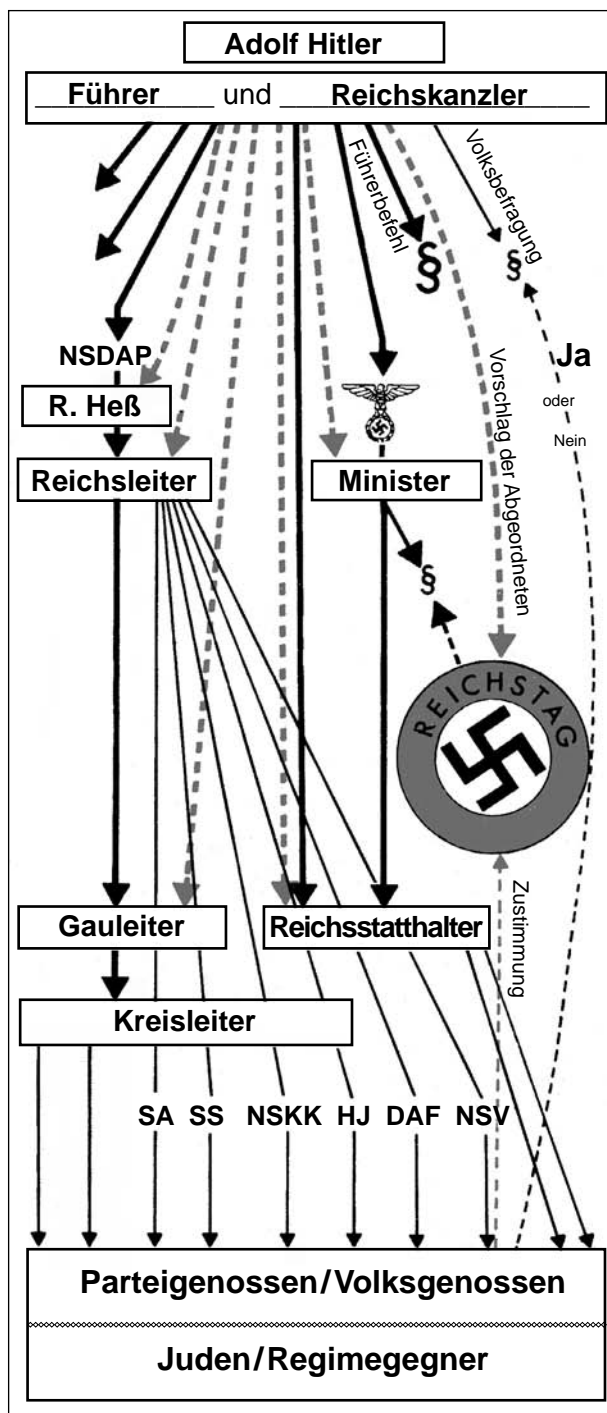 Adolf Hitler
Führer und Reichskanzler
Führerbefehl
Volksbefragung
§
§
NSDAP
Ja
oder
Nein
R. Heß
Vorschlag der Abgeordneten
Reichsleiter
Minister
§
REICHSTAG
Zustimmung
Gauleiter
Reichsstatthalter
Kreisleiter
SA SS NSKK HJ DAF NSV
Parteigenossen/Volksgenossen
Juden/Regimegegner